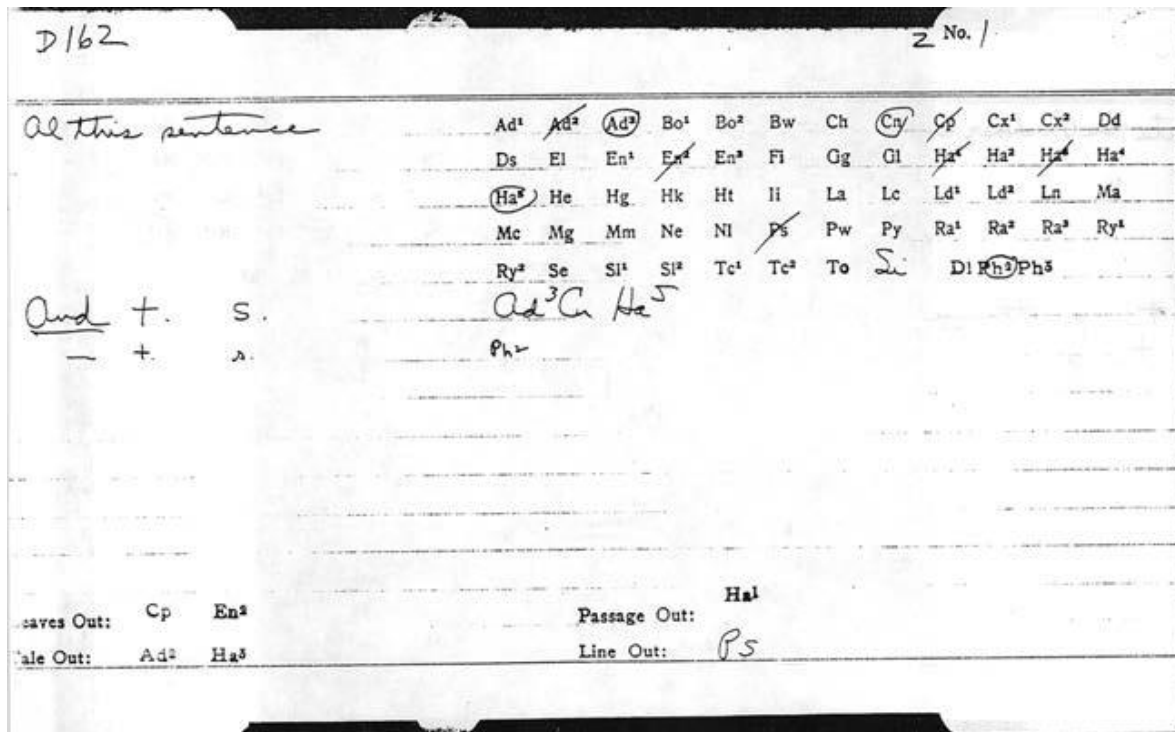 D 162
Z No. 1
Al this sentence
Ad¹ Ad² Ad³ Bo¹ Bo² Bw Ch Cn Cp Cx¹ Cx² Dd
Ds El En¹ En² En³ Fi Gg Gl Ha¹ Ha² Ha³ Ha⁴
Ha⁵ He Hg Hk Ht Ii La Lc Ld¹ Ld² Ln Ma
Mc Mg Mm Ne Nl Ps Pw Py Ra¹ Ra² Ra³ Ry¹
Ry² Se Sl¹ Sl² Tc¹ Tc² To Si Dl Ph² Ph³
And t. s. Ad³ Cn Ha⁵
— t. s. Ph²
eaves Out: Cp En² Passage Out: Ha¹
ale Out: Ad² Ha³ Line Out: Ps